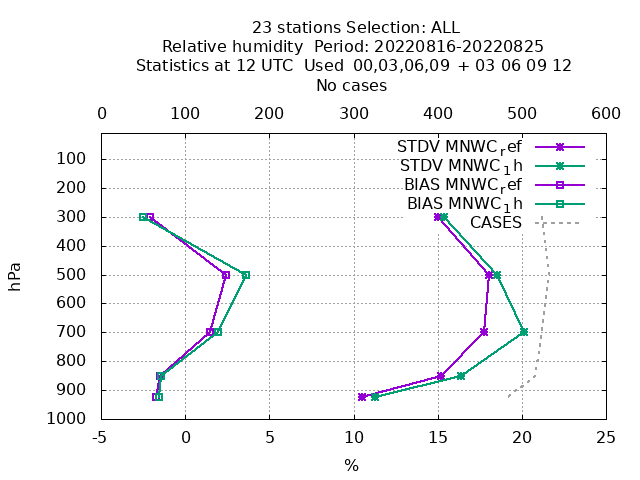 23 stations Selection: ALL
Relative humidity  Period: 20220816-20220825
Statistics at 12 UTC  Used  00,03,06,09 + 03 06 09 12
No cases
0 100 200 300 400 500 600
STDV MNWC_ref
STDV MNWC_1h
BIAS MNWC_ref
BIAS MNWC_1h
CASES
100
200
300
400
500
600
700
800
900
1000
hPa
-5 0 5 10 15 20 25
%